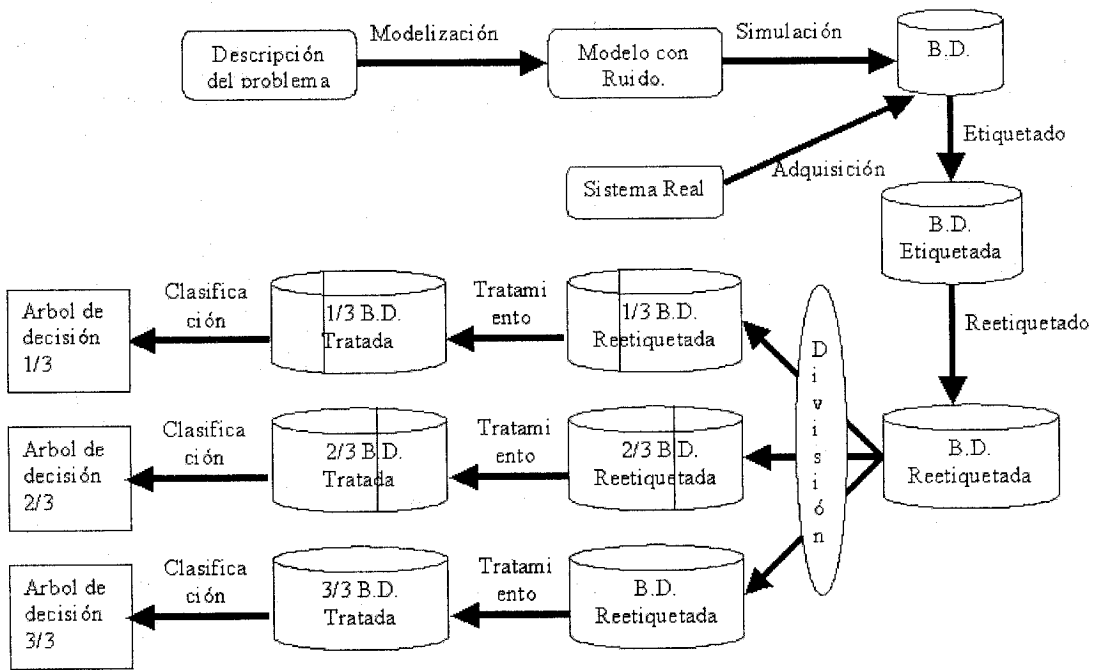 Descripción
del problema
Modelización
Modelo con
Ruido.
Simulación
B.D.
Sistema Real
Adquisición
Etiquetado
B.D.
Etiquetada
Reetiquetado
B.D.
Reetiquetada
D
i
v
i
s
i
ó
n
1/3 B.D.
Reetiquetada
Tratami
ento
1/3 B.D.
Tratada
Clasifica
ción
Arbol de
decisión
1/3
2/3 B.D.
Reetiquetada
Tratami
ento
2/3 B.D.
Tratada
Clasifica
ción
Arbol de
decisión
2/3
B.D.
Reetiquetada
Tratami
ento
3/3 B.D.
Tratada
Clasifica
ción
Arbol de
decisión
3/3